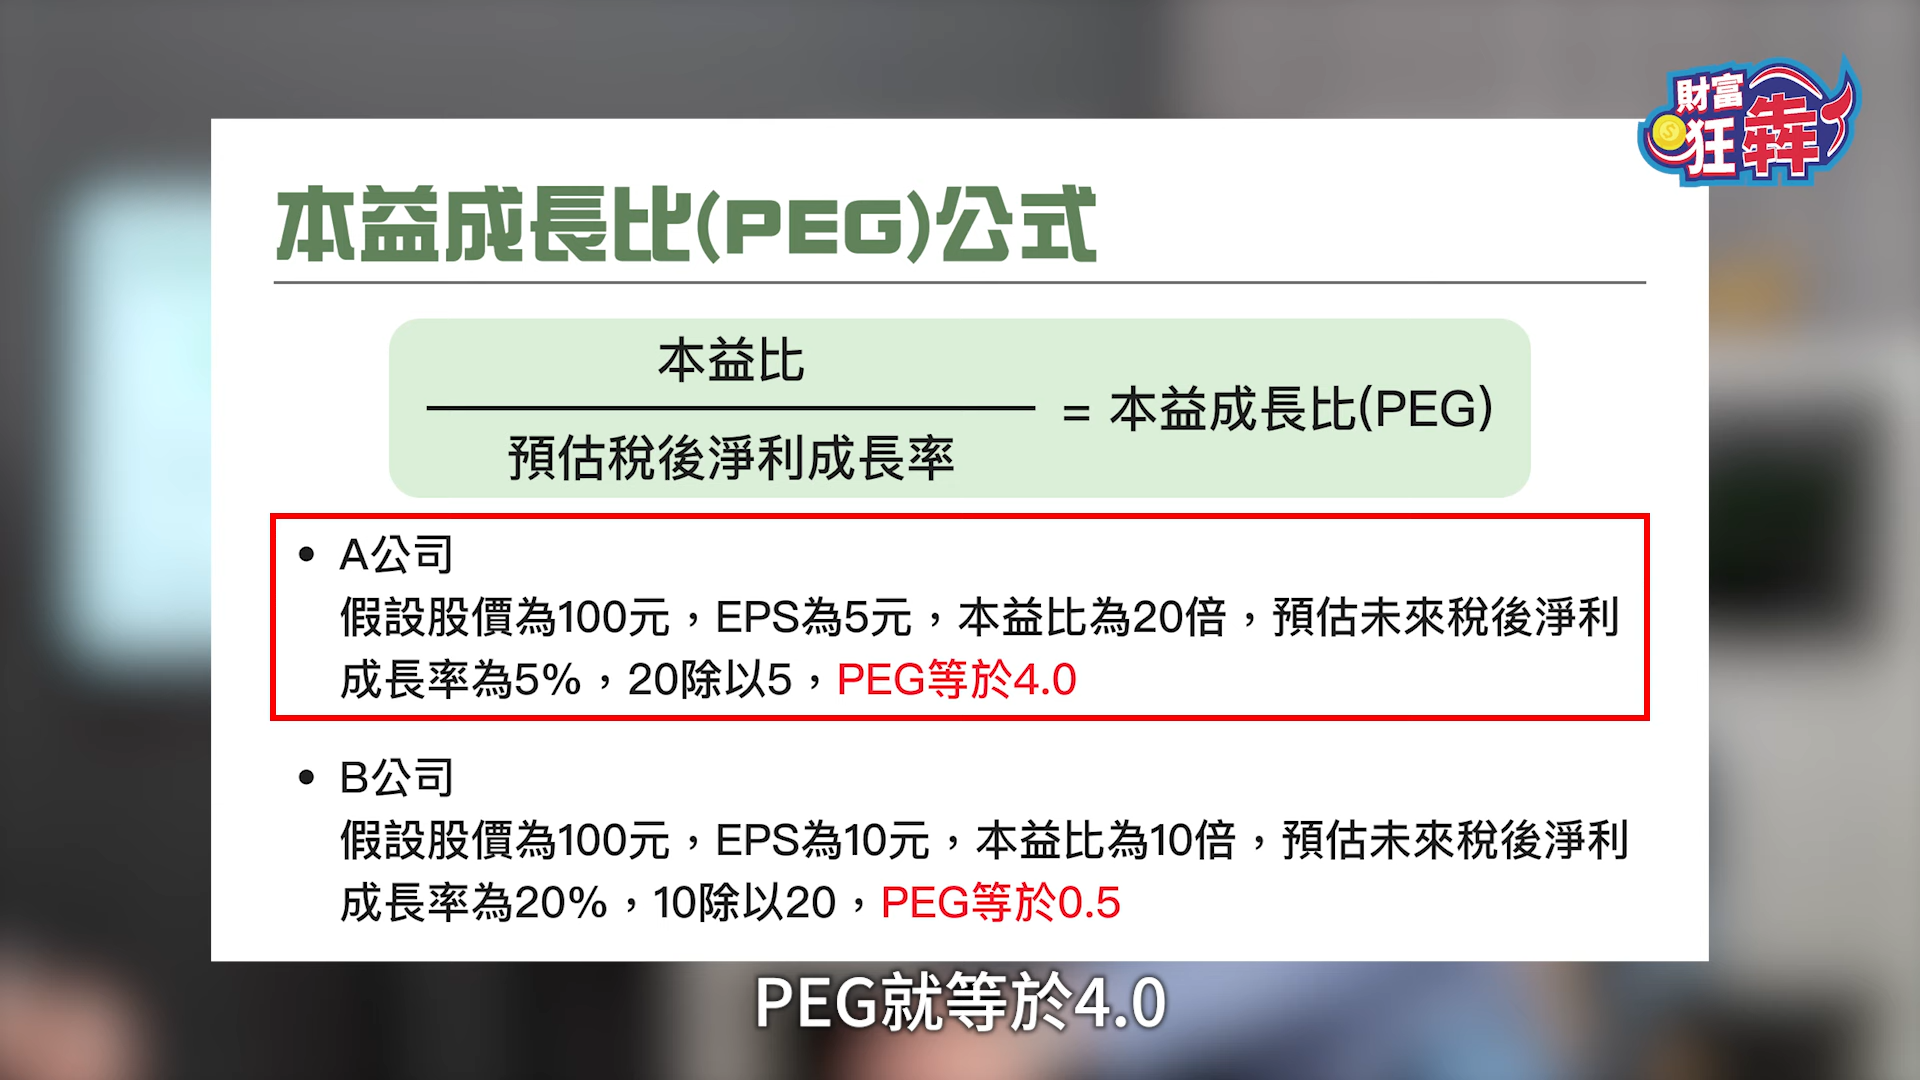 財富
狂犇
本益成長比(PEG)公式
本益比
預估稅後淨利成長率
= 本益成長比(PEG)
• A公司
假設股價為100元，EPS為5元，本益比為20倍，預估未來稅後淨利
成長率為5%，20除以5，PEG等於4.0
• B公司
假設股價為100元，EPS為10元，本益比為10倍，預估未來稅後淨利
成長率為20%，10除以20，PEG等於0.5
PEG就等於4.0